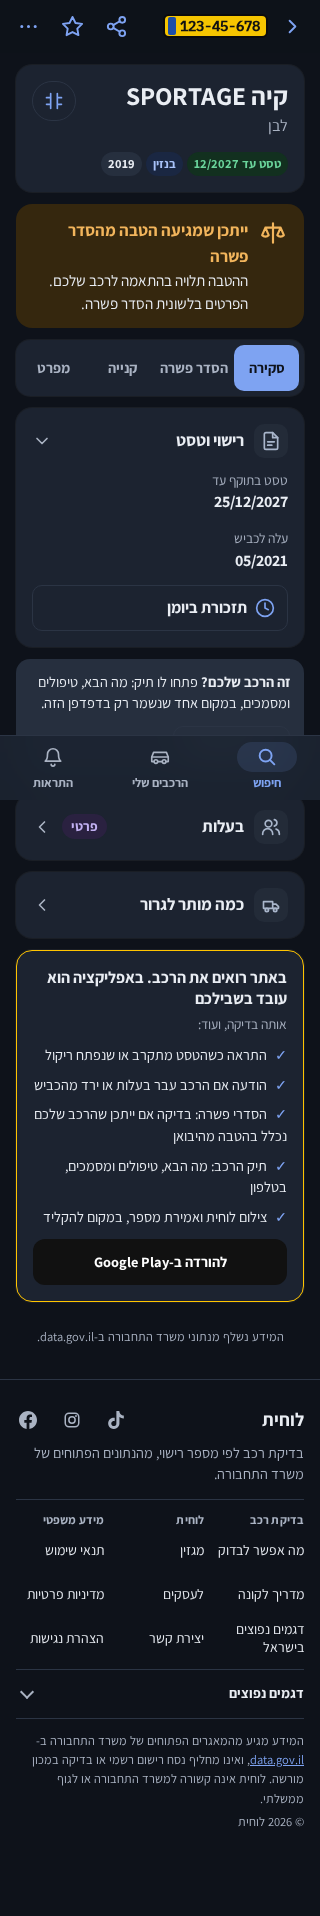 123-45-678
קיה SPORTAGE
לבן
טסט עד 12/2027
בנזין
2019
ייתכן שמגיעה הטבה מהסדר
פשרה
ההטבה תלויה בהתאמה לרכב שלכם.
הפרטים בלשונית הסדר פשרה.
סקירה
הסדר פשרה
קנייה
מפרט
רישוי וטסט
טסט בתוקף עד
25/12/2027
עלה לכביש
05/2021
תזכורת ביומן
זה הרכב שלכם? פתחו לו תיק: מה הבא, טיפולים
ומסמכים, במקום אחד שנשמר רק בדפדפן הזה.
חיפוש
הרכבים שלי
התראות
בעלות
פרטי
כמה מותר לגרור
באתר רואים את הרכב. באפליקציה הוא
עובד בשבילכם
אותה בדיקה, ועוד:
✓ התראה כשהטסט מתקרב או שנפתח ריקול
✓ הודעה אם הרכב עבר בעלות או ירד מהכביש
✓ הסדרי פשרה: בדיקה אם ייתכן שהרכב שלכם
נכלל בהטבה מהיבואן
✓ תיק הרכב: מה הבא, טיפולים ומסמכים,
בטלפון
✓ צילום לוחית ואמירת מספר, במקום להקליד
להורדה ב-Google Play
המידע נשלף מנתוני משרד התחבורה ב-data.gov.il.
לוחית
בדיקת רכב לפי מספר רישוי, מהנתונים הפתוחים של
משרד התחבורה.
בדיקת רכב
לוחית
מידע משפטי
מה אפשר לבדוק
מגזין
תנאי שימוש
מדריך לקונה
לעסקים
מדיניות פרטיות
דגמים נפוצים
בישראל
יצירת קשר
הצהרת נגישות
דגמים נפוצים
המידע מגיע מהמאגרים הפתוחים של משרד התחבורה ב-
data.gov.il, ואינו מחליף נסח רישום רשמי או בדיקה במכון
מורשה. לוחית אינה קשורה למשרד התחבורה או לגוף
ממשלתי.
© 2026 לוחית